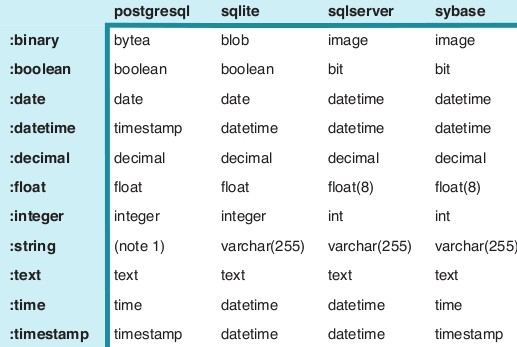 postgresql sqlite sqlserver sybase
:binary bytea blob image image
:boolean boolean boolean bit bit
:date date date datetime datetime
:datetime timestamp datetime datetime datetime
:decimal decimal decimal decimal decimal
:float float float float(8) float(8)
:integer integer integer int int
:string (note 1) varchar(255) varchar(255) varchar(255)
:text text text text text
:time time datetime datetime time
:timestamp timestamp datetime datetime timestamp